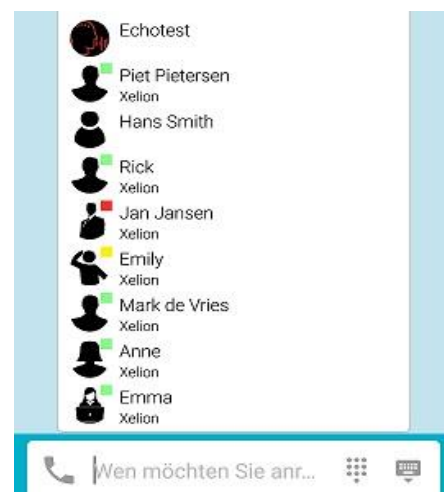 Echotest
Piet Pietersen
Xelion
Hans Smith
Rick
Xelion
Jan Jansen
Xelion
Emily
Xelion
Mark de Vries
Xelion
Anne
Xelion
Emma
Xelion
Wen möchten Sie anr...